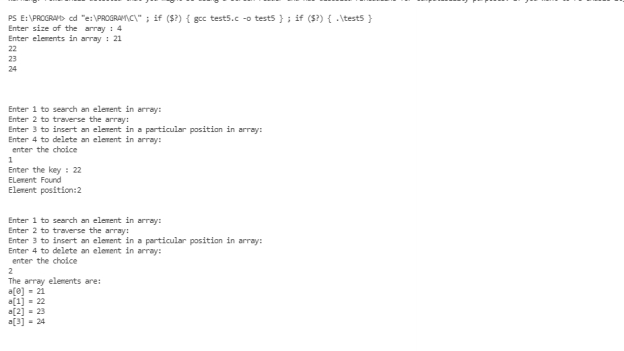 PS E:\PROGRAM> cd "e:\PROGRAM\C\" ; if ($?) { gcc test5.c -o test5 } ; if ($?) { .\test5 }
Enter size of the  array : 4
Enter elements in array : 21
22
23
24
Enter 1 to search an element in array:
Enter 2 to traverse the array:
Enter 3 to insert an element in a particular position in array:
Enter 4 to delete an element in array:
 enter the choice
1
Enter the key : 22
ELement Found
Element position:2
Enter 1 to search an element in array:
Enter 2 to traverse the array:
Enter 3 to insert an element in a particular position in array:
Enter 4 to delete an element in array:
 enter the choice
2
The array elements are:
a[0] = 21
a[1] = 22
a[2] = 23
a[3] = 24